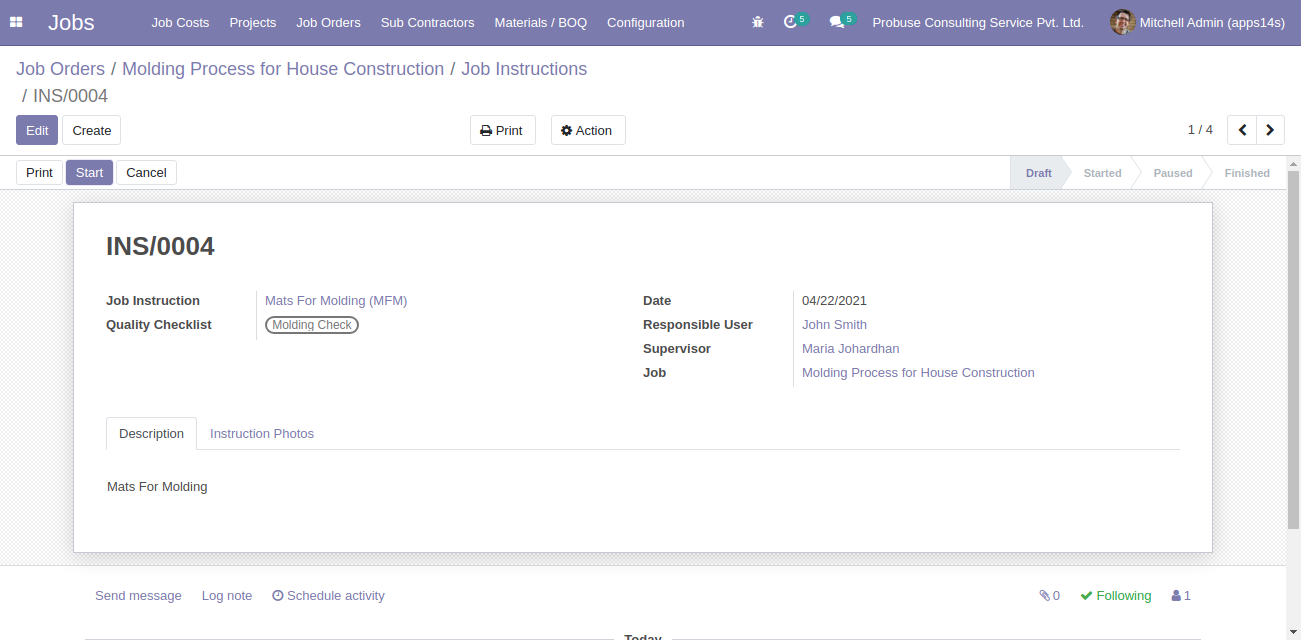 Jobs Job Costs Projects Job Orders Sub Contractors Materials / BOQ Configuration 5 5 Probuse Consulting Service Pvt. Ltd. Mitchell Admin (apps14s)
Job Orders / Molding Process for House Construction / Job Instructions
/ INS/0004
Edit Create Print Action 1 / 4
Print Start Cancel Draft Started Paused Finished
INS/0004
Job Instruction Mats For Molding (MFM) Date 04/22/2021
Quality Checklist Molding Check Responsible User John Smith
Supervisor Maria Johardhan
Job Molding Process for House Construction
Description Instruction Photos
Mats For Molding
Send message Log note Schedule activity 0 Following 1
Today